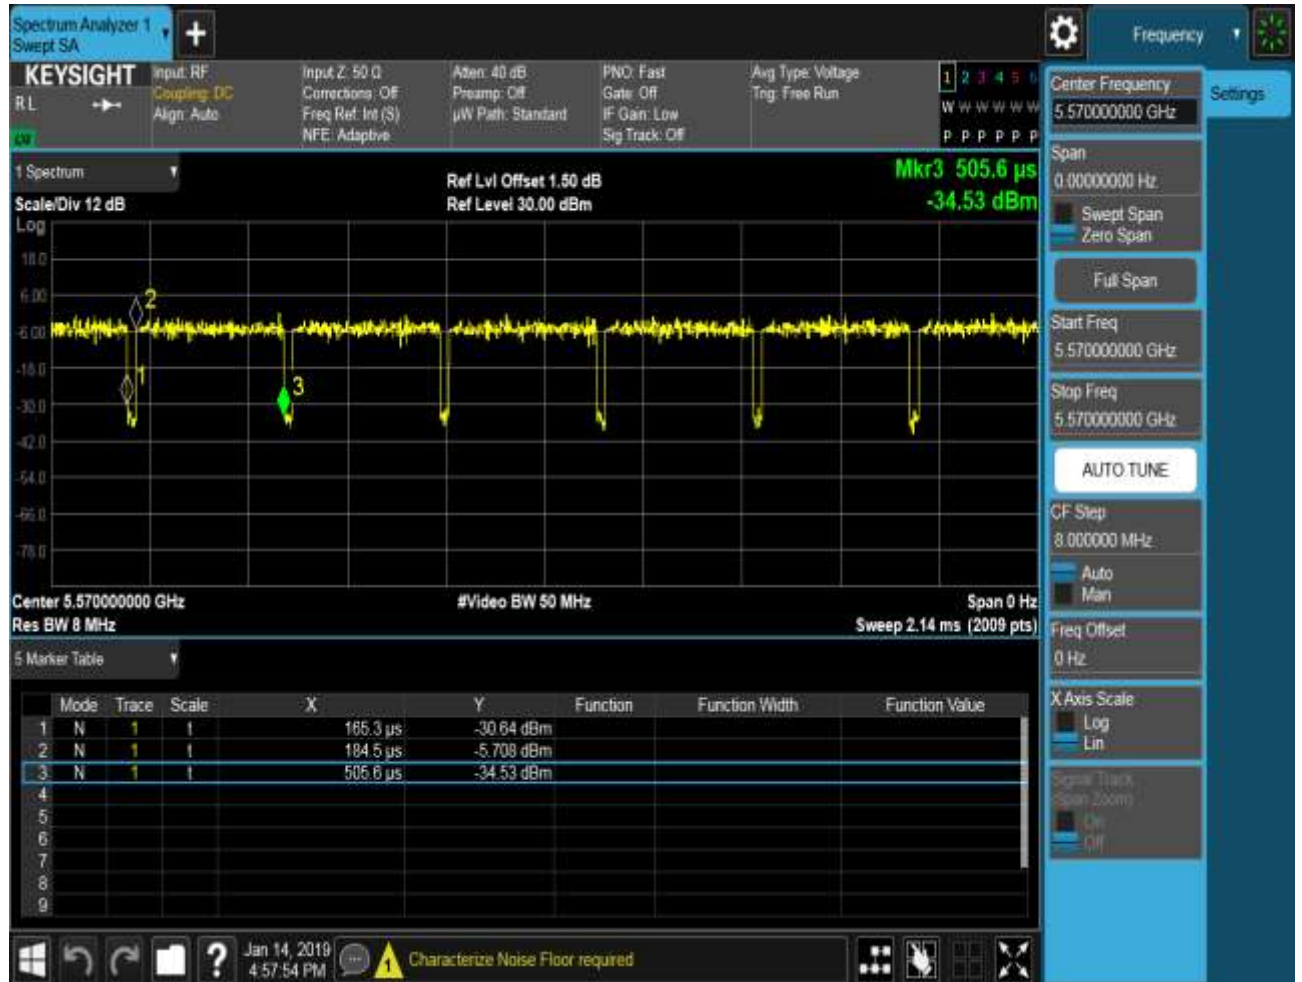 Spectrum Analyzer 1
Swept SA
Frequency
KEYSIGHT
RL
Input: RF
Coupling: DC
Align: Auto
Input Z: 50 Ω
Corrections: Off
Freq Ref: Int (S)
NFE: Adaptive
Atten: 40 dB
Preamp: Off
µW Path: Standard
PNO: Fast
Gate: Off
IF Gain: Low
Sig Track: Off
Avg Type: Voltage
Trig: Free Run
1 2 3 4 5 6
W W W W W W
P P P P P P
1 Spectrum
Scale/Div 12 dB
Ref Lvl Offset 1.50 dB
Ref Level 30.00 dBm
Mkr3 505.6 µs
-34.53 dBm
Log
18.0
6.00
-6.00
-18.0
-30.0
-42.0
-54.0
-66.0
-78.0
2
1
3
Center 5.570000000 GHz
#Video BW 50 MHz
Span 0 Hz
Res BW 8 MHz
Sweep 2.14 ms (2009 pts)
5 Marker Table
Mode Trace Scale X Y Function Function Width Function Value
1 N 1 t 165.3 µs -30.64 dBm
2 N 1 t 184.5 µs -5.708 dBm
3 N 1 t 505.6 µs -34.53 dBm
4
5
6
7
8
9
Center Frequency
5.570000000 GHz
Settings
Span
0.00000000 Hz
Swept Span
Zero Span
Full Span
Start Freq
5.570000000 GHz
Stop Freq
5.570000000 GHz
AUTO TUNE
CF Step
8.000000 MHz
Auto
Man
Freq Offset
0 Hz
X Axis Scale
Log
Lin
Signal Track
(Span Zoom)
On
Off
?
Jan 14, 2019
4:57:54 PM
1
Characterize Noise Floor required